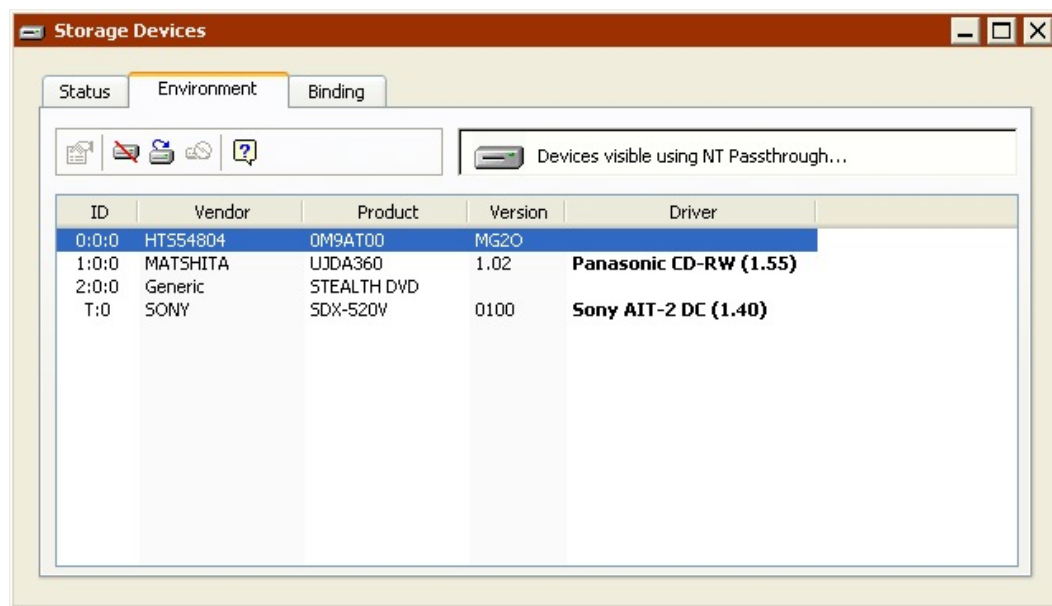 Storage Devices
Status Environment Binding
Devices visible using NT Passthrough...
ID Vendor Product Version Driver
0:0:0 HTS54804 0M9AT00 MG2O
1:0:0 MATSHITA UJDA360 1.02 Panasonic CD-RW (1.55)
2:0:0 Generic STEALTH DVD
T:0 SONY SDX-520V 0100 Sony AIT-2 DC (1.40)